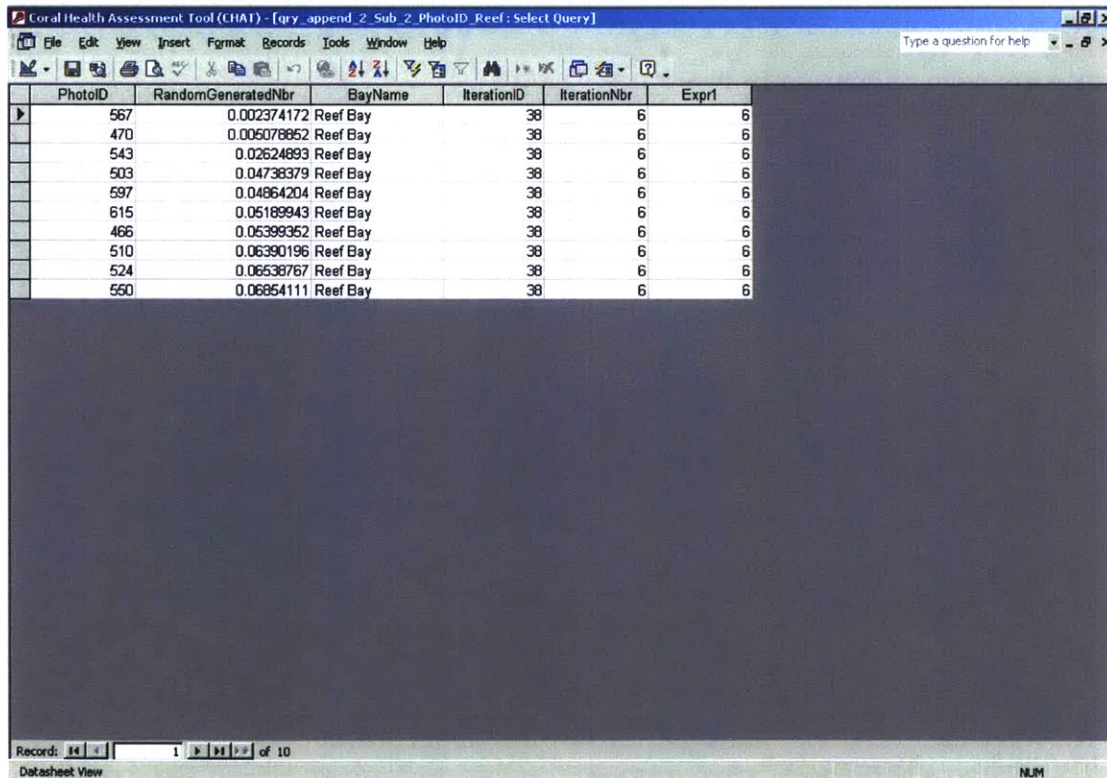 Coral Health Assessment Tool (CHAT) - [qry_append_2_Sub_2_PhotoID_Reef : Select Query]
File Edit View Insert Format Records Tools Window Help Type a question for help
PhotoID RandomGeneratedNbr BayName IterationID IterationNbr Expr1
567 0.002374172 Reef Bay 38 6 6
470 0.005078852 Reef Bay 38 6 6
543 0.02624893 Reef Bay 38 6 6
503 0.04738379 Reef Bay 38 6 6
597 0.04864204 Reef Bay 38 6 6
615 0.05189943 Reef Bay 38 6 6
466 0.05399352 Reef Bay 38 6 6
510 0.06390196 Reef Bay 38 6 6
524 0.06538767 Reef Bay 38 6 6
550 0.06854111 Reef Bay 38 6 6
Record: 1 of 10
Datasheet View NUM